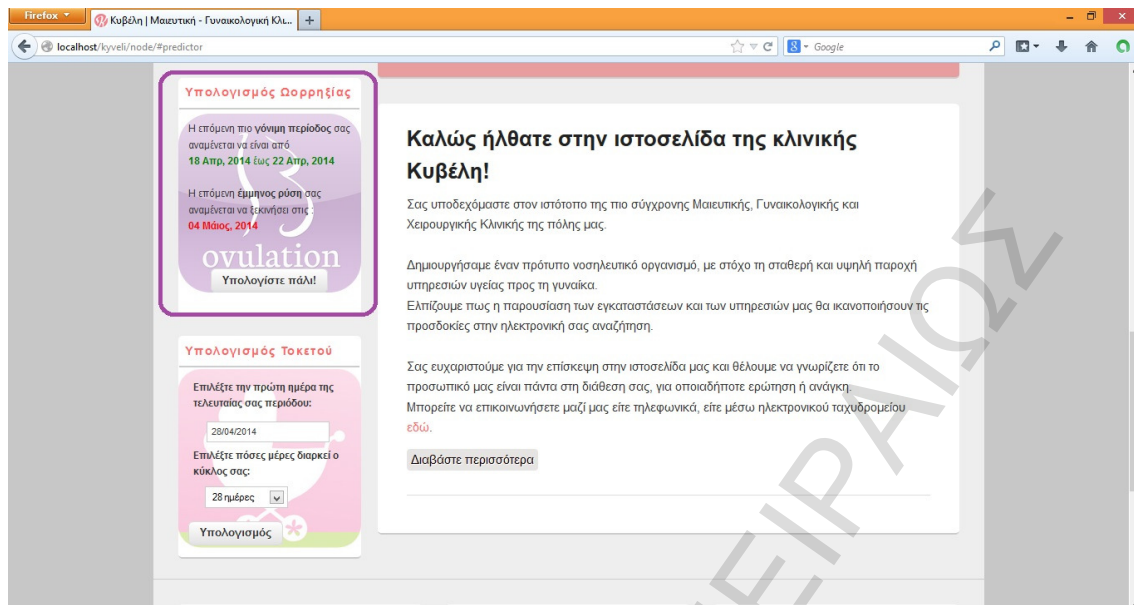 Firefox
Κυβέλη | Μαιευτική - Γυναικολογική Κλι...
localhost/kyveli/node/#predictor
Google
Υπολογισμός Ωορρηξίας
Η επόμενη πιο γόνιμη περίοδος σας
αναμένεται να είναι από
18 Απρ, 2014 έως 22 Απρ, 2014
Η επόμενη έμμηνος ρύση σας
αναμένεται να ξεκινήσει στις :
04 Μάιος, 2014
ovulation
Υπολογίστε πάλι!
Υπολογισμός Τοκετού
Επιλέξτε την πρώτη ημέρα της
τελευταίας σας περιόδου:
28/04/2014
Επιλέξτε πόσες μέρες διαρκεί ο
κύκλος σας:
28 ημέρες
Υπολογισμός
Καλώς ήλθατε στην ιστοσελίδα της κλινικής
Κυβέλη!
Σας υποδεχόμαστε στον ιστότοπο της πιο σύγχρονης Μαιευτικής, Γυναικολογικής και
Χειρουργικής Κλινικής της πόλης μας.
Δημιουργήσαμε έναν πρότυπο νοσηλευτικό οργανισμό, με στόχο τη σταθερή και υψηλή παροχή
υπηρεσιών υγείας προς τη γυναίκα.
Ελπίζουμε πως η παρουσίαση των εγκαταστάσεων και των υπηρεσιών μας θα ικανοποιήσουν τις
προσδοκίες στην ηλεκτρονική σας αναζήτηση.
Σας ευχαριστούμε για την επίσκεψη στην ιστοσελίδα μας και θέλουμε να γνωρίζετε ότι το
προσωπικό μας είναι πάντα στη διάθεση σας, για οποιαδήποτε ερώτηση ή ανάγκη.
Μπορείτε να επικοινωνήσετε μαζί μας είτε τηλεφωνικά, είτε μέσω ηλεκτρονικού ταχυδρομείου
εδώ.
Διαβάστε περισσότερα
ΠΕΙΡΑΙΩΣ